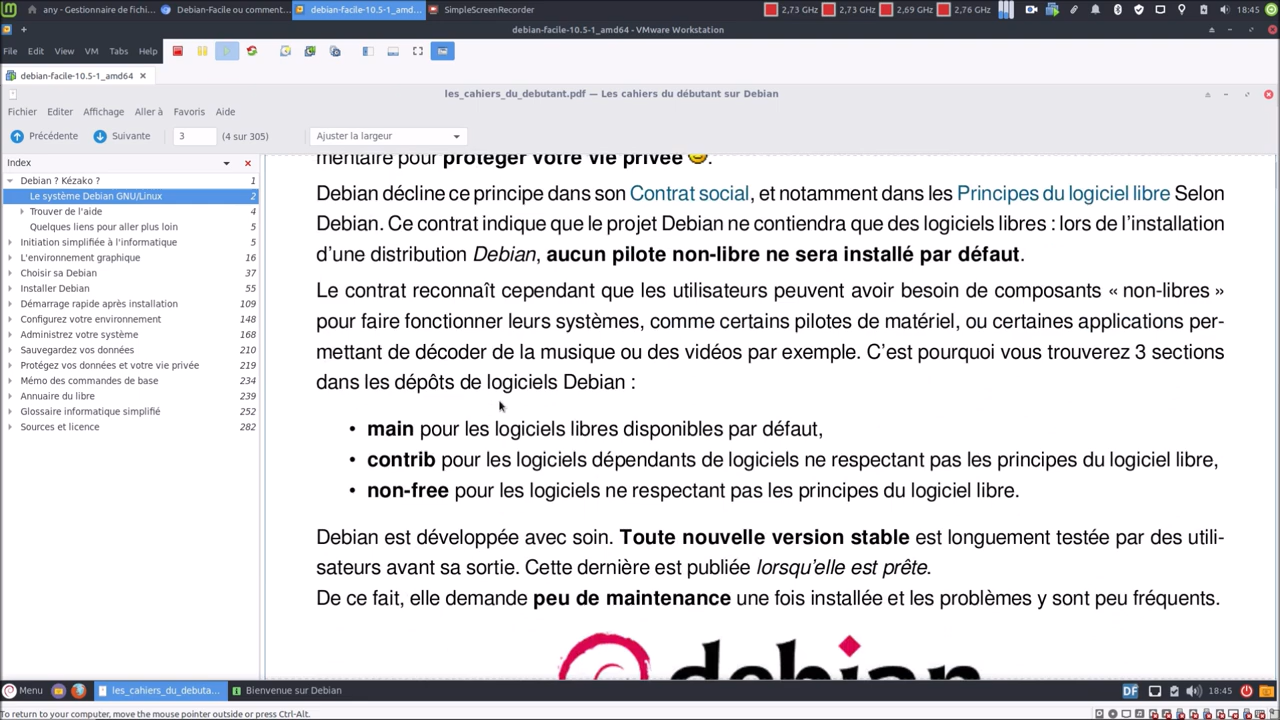 any - Gestionnaire de fichi...
Debian-Facile ou comment...
debian-facile-10.5-1_amd...
SimpleScreenRecorder
2,73 GHz
2,73 GHz
2,69 GHz
2,76 GHz
18:45
debian-facile-10.5-1_amd64 - VMware Workstation
File Edit View VM Tabs Help
debian-facile-10.5-1_amd64
les_cahiers_du_debutant.pdf — Les cahiers du débutant sur Debian
Fichier Editer Affichage Aller à Favoris Aide
Précédente Suivante 3 (4 sur 305) Ajuster la largeur
Index
Debian ? Kézako ? 1
Le système Debian GNU/Linux 2
Trouver de l'aide 4
Quelques liens pour aller plus loin 5
Initiation simplifiée à l'informatique 5
L'environnement graphique 16
Choisir sa Debian 37
Installer Debian 55
Démarrage rapide après installation 109
Configurez votre environnement 148
Administrez votre système 168
Sauvegardez vos données 210
Protégez vos données et votre vie privée 219
Mémo des commandes de base 234
Annuaire du libre 239
Glossaire informatique simplifié 252
Sources et licence 282
mentaire pour protéger votre vie privée .
Debian décline ce principe dans son Contrat social, et notamment dans les Principes du logiciel libre Selon
Debian. Ce contrat indique que le projet Debian ne contiendra que des logiciels libres : lors de l’installation
d’une distribution Debian, aucun pilote non-libre ne sera installé par défaut.
Le contrat reconnaît cependant que les utilisateurs peuvent avoir besoin de composants « non-libres »
pour faire fonctionner leurs systèmes, comme certains pilotes de matériel, ou certaines applications per-
mettant de décoder de la musique ou des vidéos par exemple. C’est pourquoi vous trouverez 3 sections
dans les dépôts de logiciels Debian :
• main pour les logiciels libres disponibles par défaut,
• contrib pour les logiciels dépendants de logiciels ne respectant pas les principes du logiciel libre,
• non-free pour les logiciels ne respectant pas les principes du logiciel libre.
Debian est développée avec soin. Toute nouvelle version stable est longuement testée par des utili-
sateurs avant sa sortie. Cette dernière est publiée lorsqu’elle est prête.
De ce fait, elle demande peu de maintenance une fois installée et les problèmes y sont peu fréquents.
debian
Menu
les_cahiers_du_debuta...
Bienvenue sur Debian
DF
18:45
To return to your computer, move the mouse pointer outside or press Ctrl-Alt.